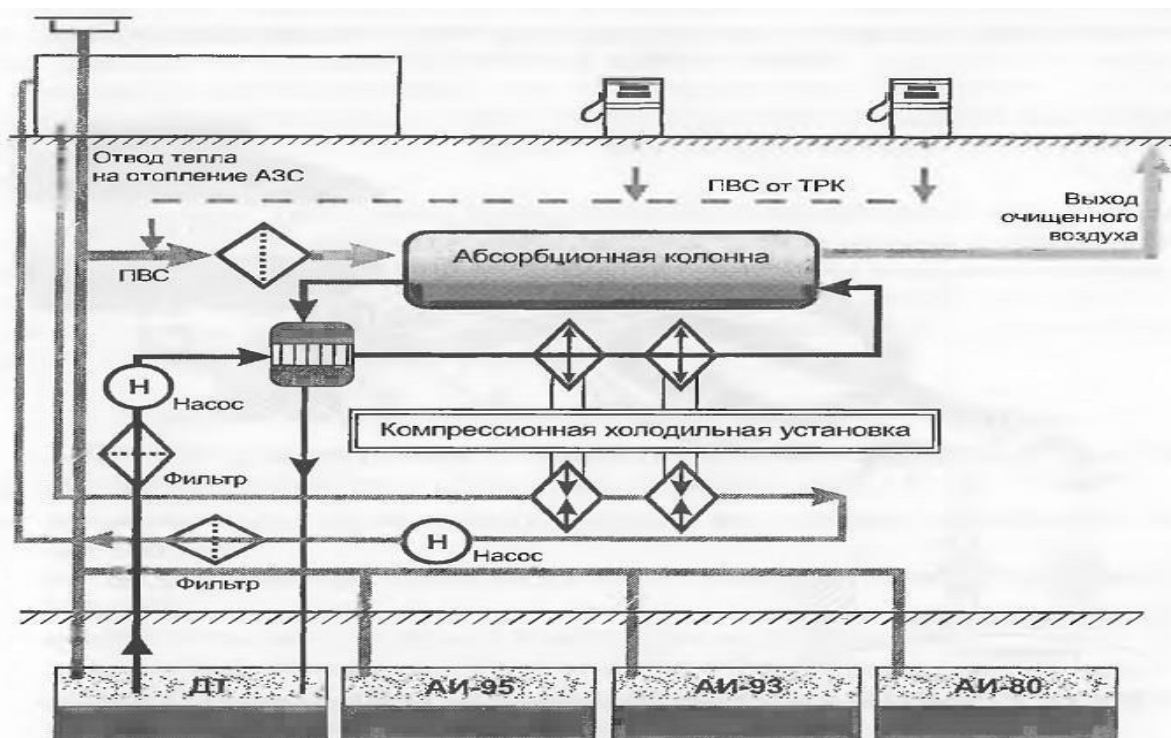 Отвод тепла
на отопление АЗС
ПВС от ТРК
Выход
очищенного
воздуха
ПВС
Абсорбционная колонна
Н
Насос
Компрессионная холодильная установка
Фильтр
Н
Насос
Фильтр
ДТ
АИ-95
АИ-93
АИ-80